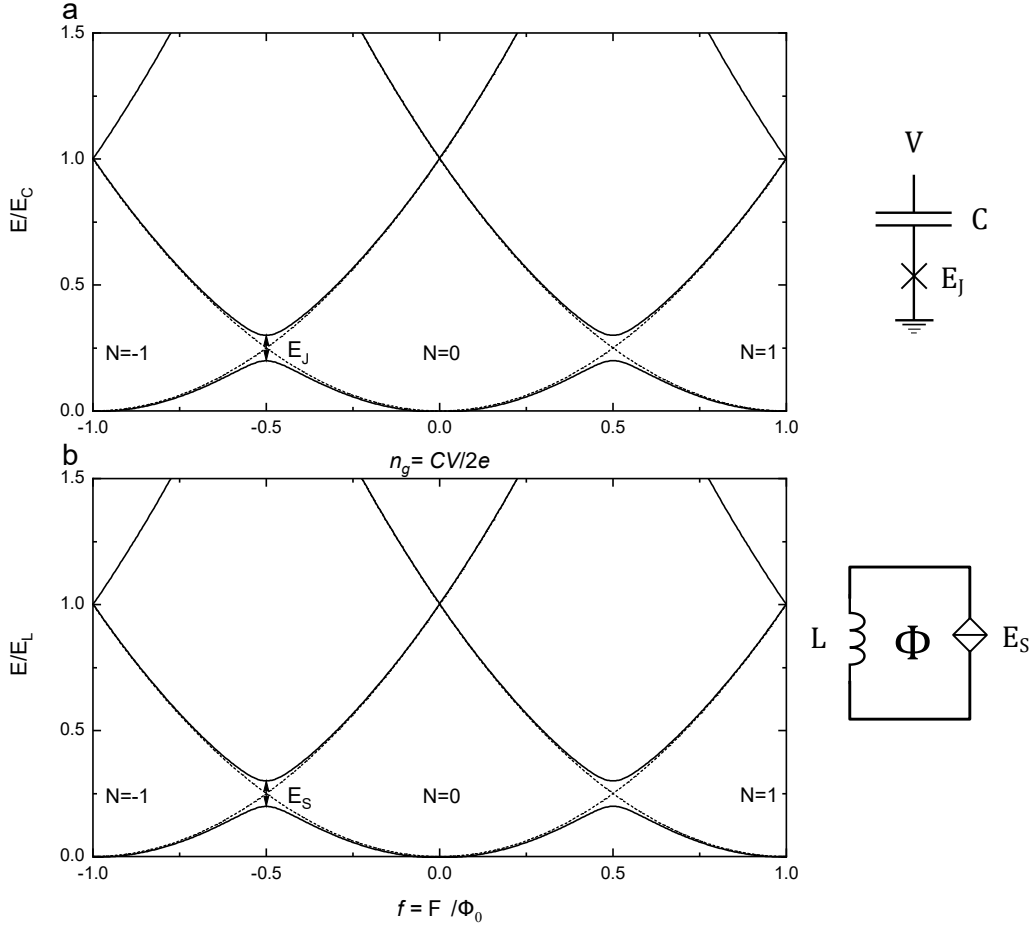 a
1.5
1.0
0.5
0.0
E/E_C
N=-1
E_J
N=0
N=1
-1.0
-0.5
0.0
0.5
1.0
n_g= CV/2e
V
C
E_J
b
1.5
1.0
0.5
0.0
E/E_L
N=-1
E_S
N=0
N=1
-1.0
-0.5
0.0
0.5
1.0
f = F /Φ_0
L
Φ
E_S